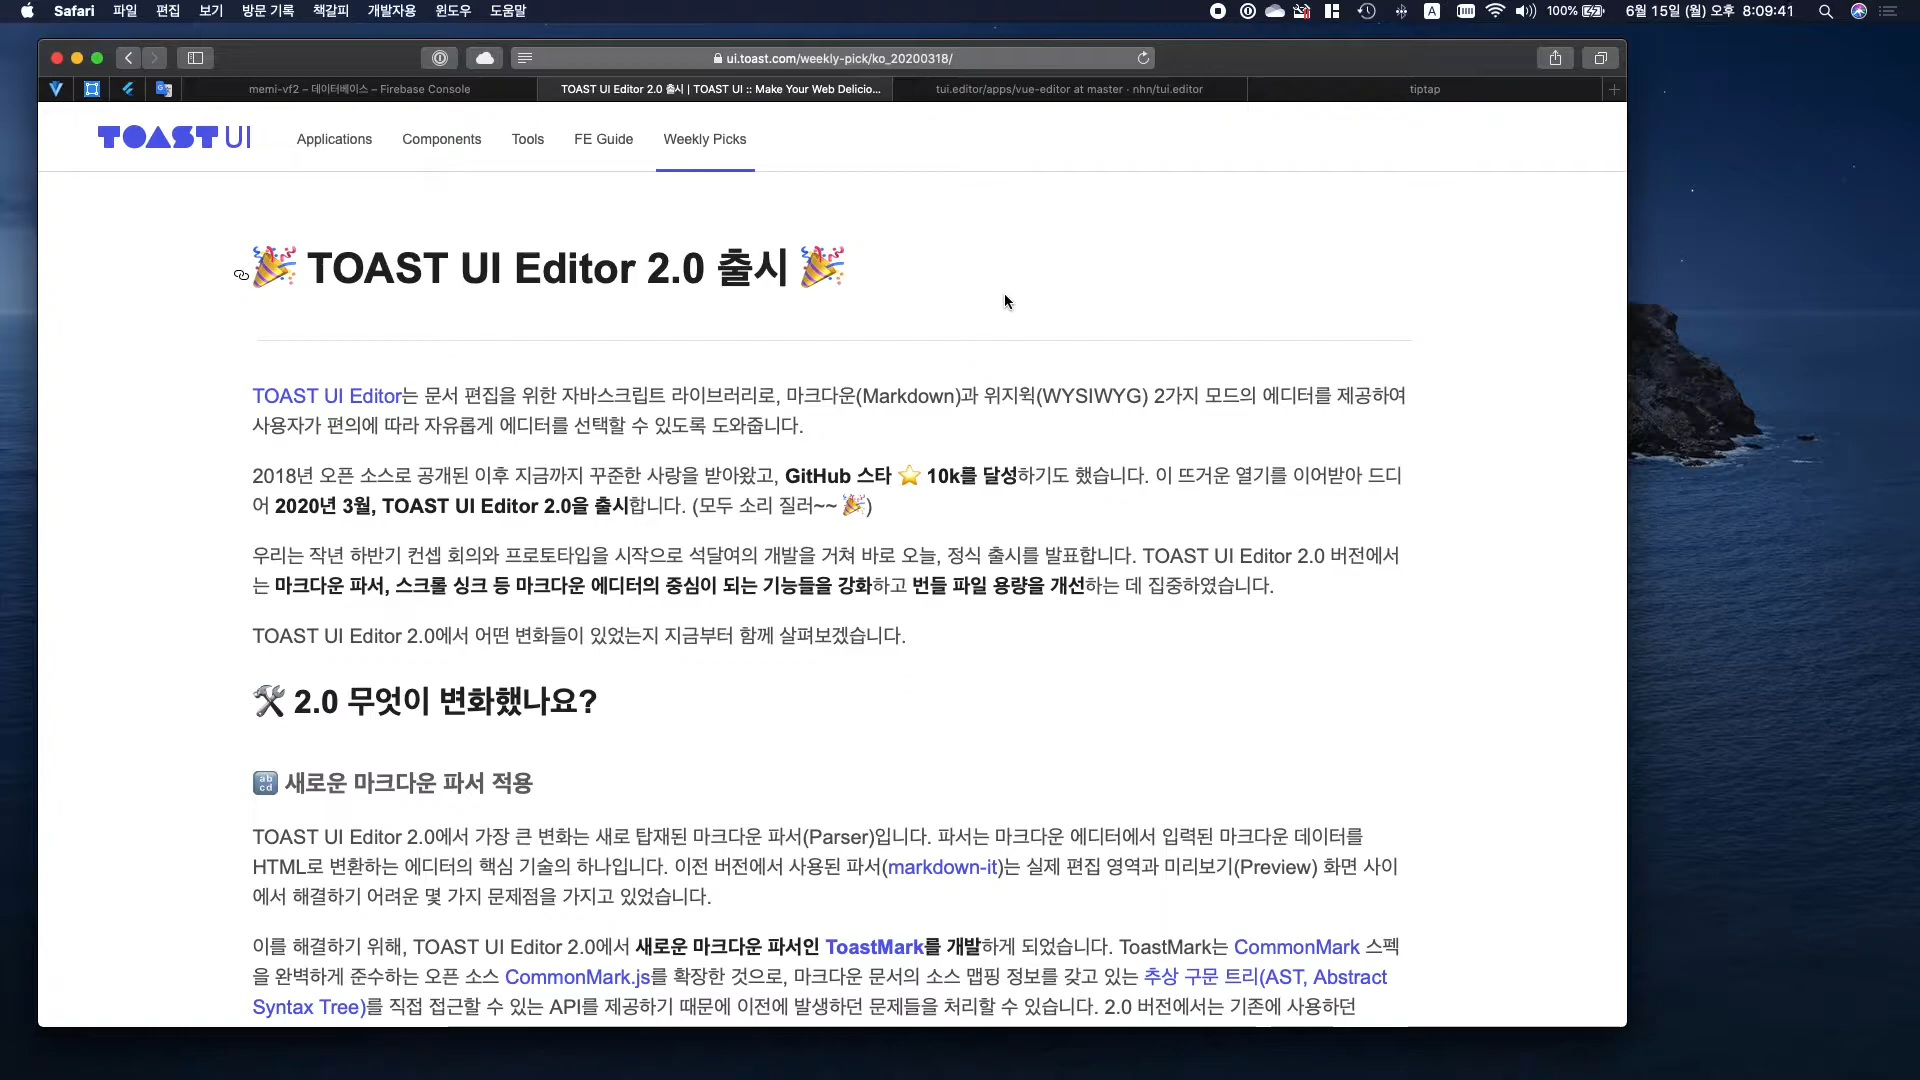 Safari 파일 편집 보기 방문 기록 책갈피 개발자용 윈도우 도움말 A 100% 6월 15일 (월) 오후 8:09:41
ui.toast.com/weekly-pick/ko_20200318/
memi-vf2 – 데이터베이스 – Firebase Console TOAST UI Editor 2.0 출시 | TOAST UI :: Make Your Web Delicio... tui.editor/apps/vue-editor at master · nhn/tui.editor tiptap
TOAST UI Applications Components Tools FE Guide Weekly Picks
🎉 TOAST UI Editor 2.0 출시 🎉
TOAST UI Editor는 문서 편집을 위한 자바스크립트 라이브러리로, 마크다운(Markdown)과 위지윅(WYSIWYG) 2가지 모드의 에디터를 제공하여
사용자가 편의에 따라 자유롭게 에디터를 선택할 수 있도록 도와줍니다.
2018년 오픈 소스로 공개된 이후 지금까지 꾸준한 사랑을 받아왔고, GitHub 스타 ⭐ 10k를 달성하기도 했습니다. 이 뜨거운 열기를 이어받아 드디
어 2020년 3월, TOAST UI Editor 2.0을 출시합니다. (모두 소리 질러~~ 🎉)
우리는 작년 하반기 컨셉 회의와 프로토타입을 시작으로 석달여의 개발을 거쳐 바로 오늘, 정식 출시를 발표합니다. TOAST UI Editor 2.0 버전에서
는 마크다운 파서, 스크롤 싱크 등 마크다운 에디터의 중심이 되는 기능들을 강화하고 번들 파일 용량을 개선하는 데 집중하였습니다.
TOAST UI Editor 2.0에서 어떤 변화들이 있었는지 지금부터 함께 살펴보겠습니다.
🛠 2.0 무엇이 변화했나요?
🔡 새로운 마크다운 파서 적용
TOAST UI Editor 2.0에서 가장 큰 변화는 새로 탑재된 마크다운 파서(Parser)입니다. 파서는 마크다운 에디터에서 입력된 마크다운 데이터를
HTML로 변환하는 에디터의 핵심 기술의 하나입니다. 이전 버전에서 사용된 파서(markdown-it)는 실제 편집 영역과 미리보기(Preview) 화면 사이
에서 해결하기 어려운 몇 가지 문제점을 가지고 있었습니다.
이를 해결하기 위해, TOAST UI Editor 2.0에서 새로운 마크다운 파서인 ToastMark를 개발하게 되었습니다. ToastMark는 CommonMark 스펙
을 완벽하게 준수하는 오픈 소스 CommonMark.js를 확장한 것으로, 마크다운 문서의 소스 맵핑 정보를 갖고 있는 추상 구문 트리(AST, Abstract
Syntax Tree)를 직접 접근할 수 있는 API를 제공하기 때문에 이전에 발생하던 문제들을 처리할 수 있습니다. 2.0 버전에서는 기존에 사용하던